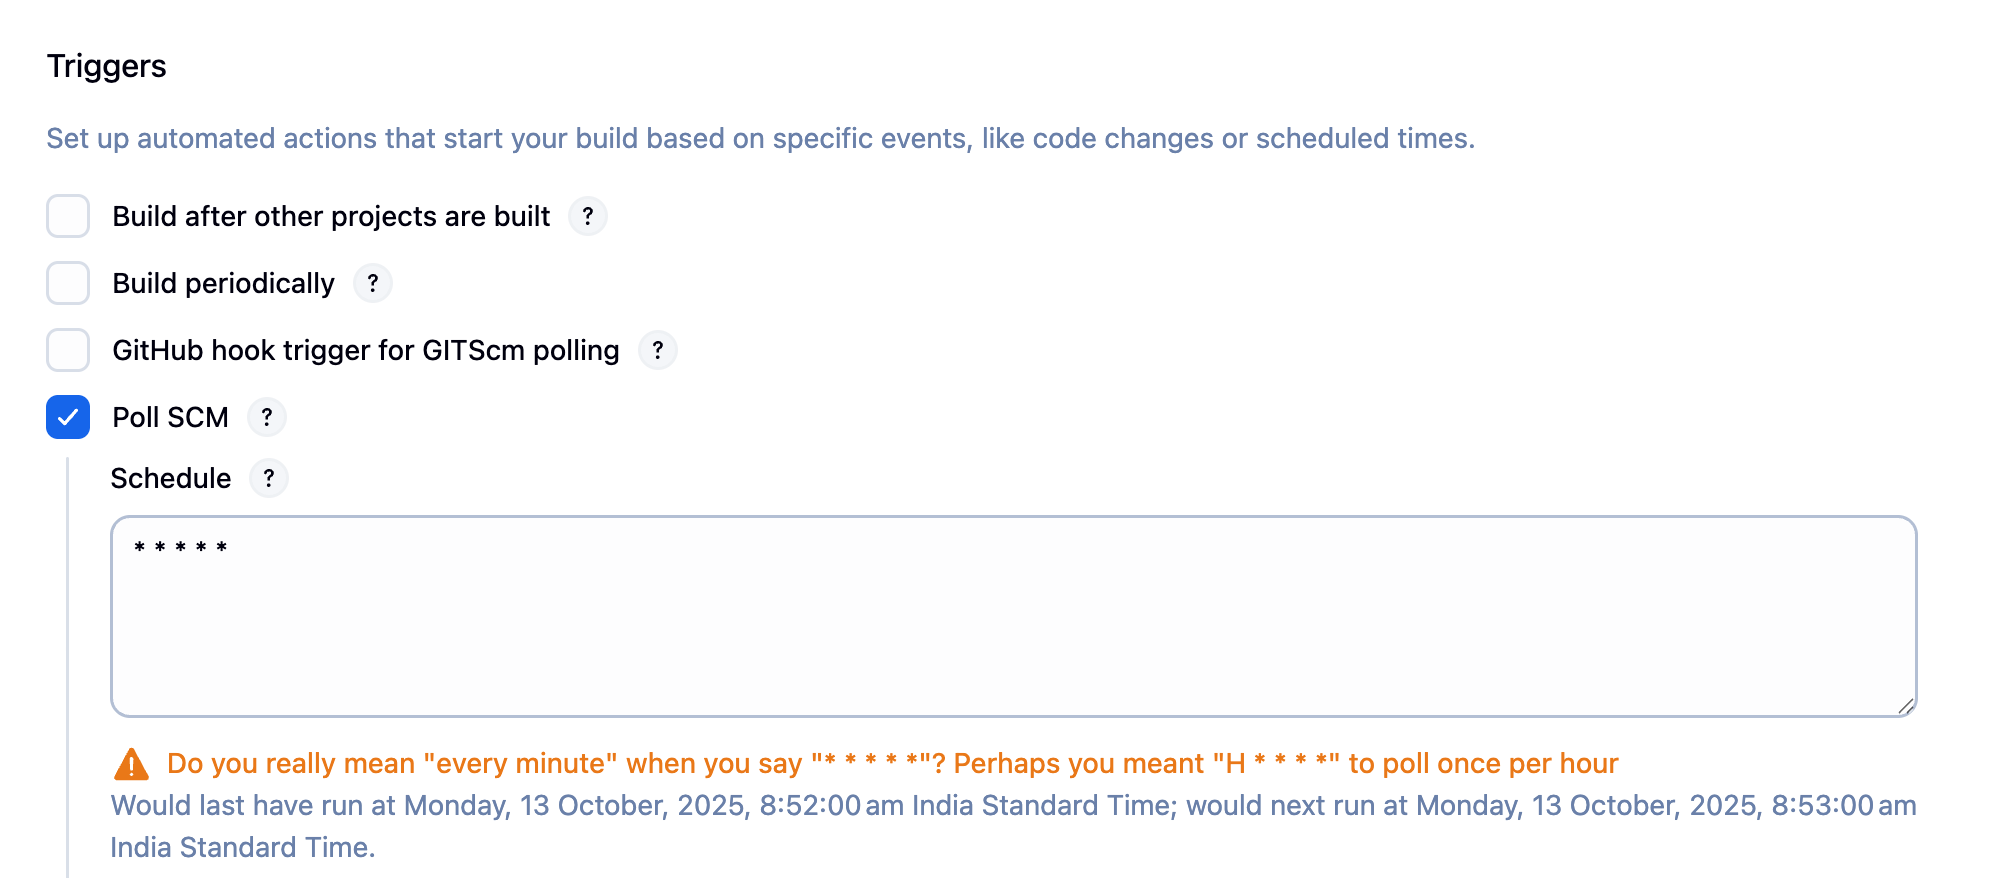 Triggers
Set up automated actions that start your build based on specific events, like code changes or scheduled times.
Build after other projects are built ?
Build periodically ?
GitHub hook trigger for GITScm polling ?
Poll SCM ?
Schedule ?
* * * * *
Do you really mean "every minute" when you say "* * * * *"? Perhaps you meant "H * * * *" to poll once per hour
Would last have run at Monday, 13 October, 2025, 8:52:00 am India Standard Time; would next run at Monday, 13 October, 2025, 8:53:00 am
India Standard Time.